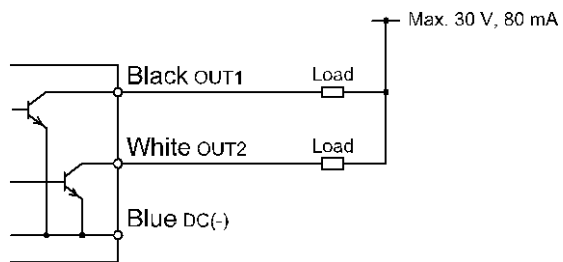 Max. 30 V, 80 mA
Black OUT1
Load
White OUT2
Load
Blue DC(-)